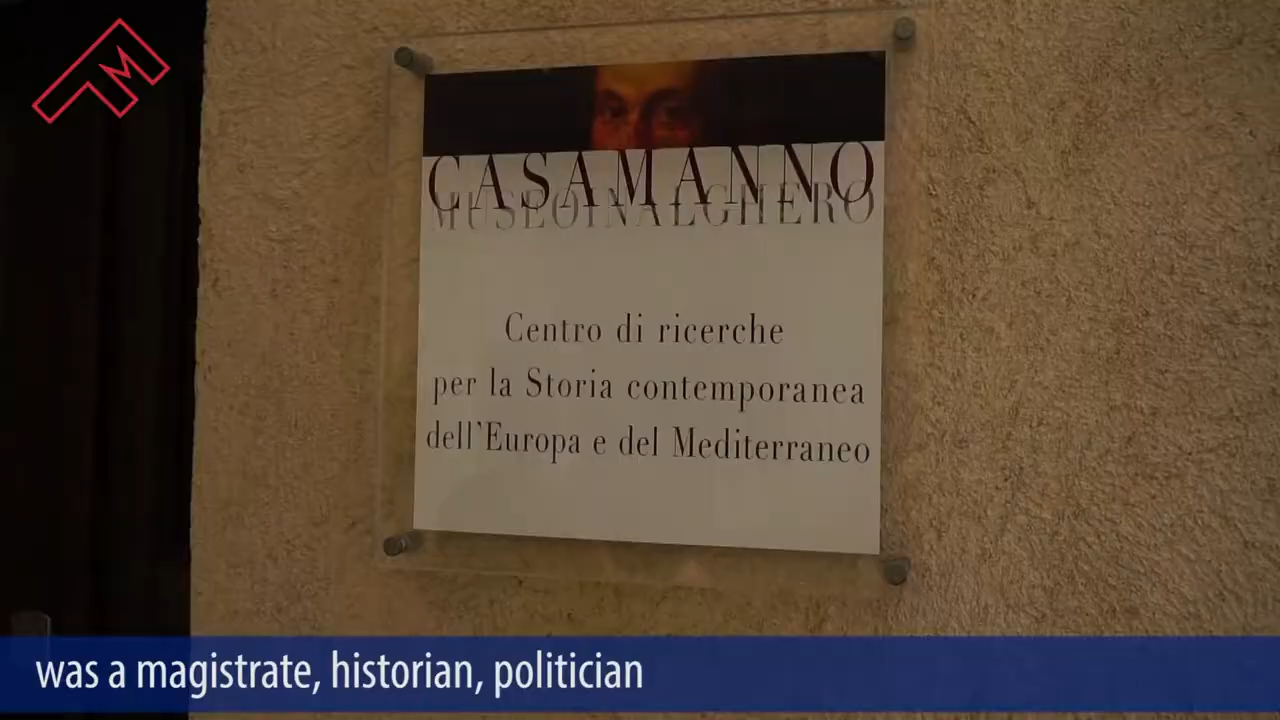 CASAMANNO
MUSEOINALGHERO
Centro di ricerche
per la Storia contemporanea
dell'Europa e del Mediterraneo
was a magistrate, historian, politician